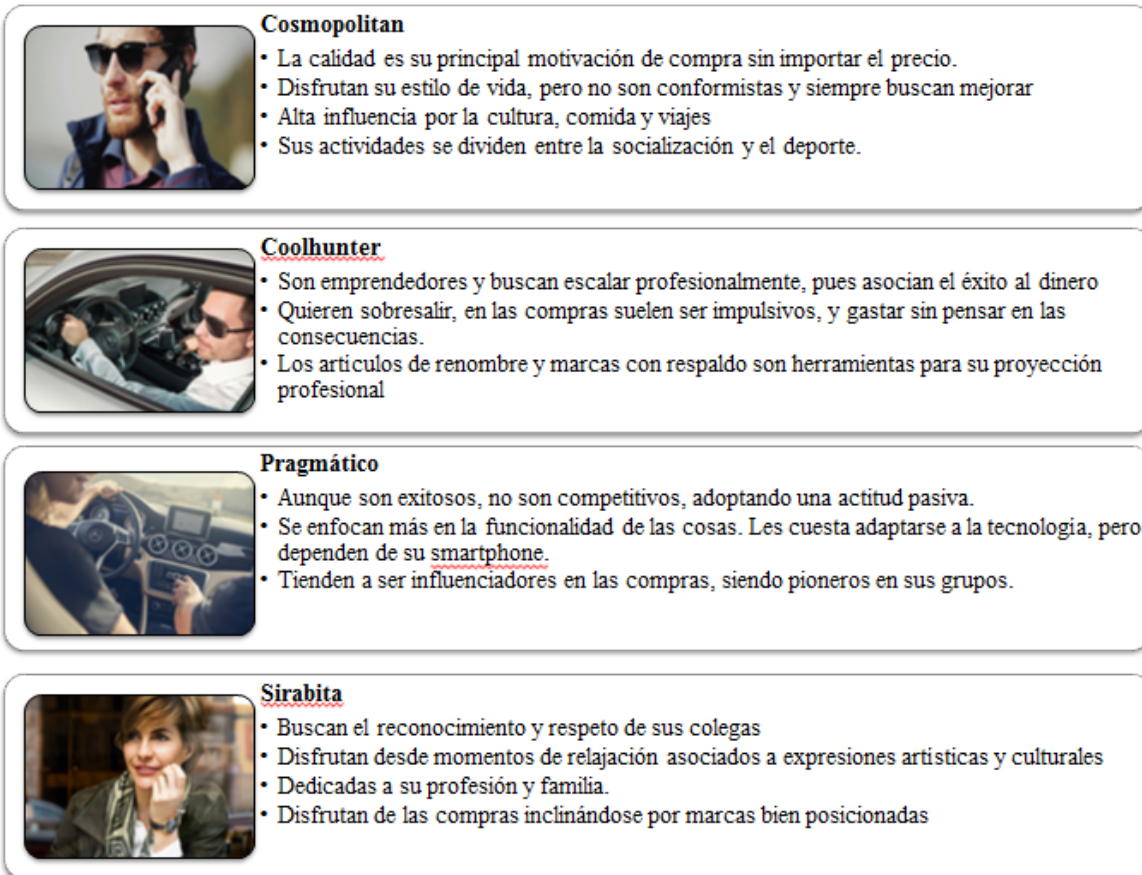 Cosmopolitan
• La calidad es su principal motivación de compra sin importar el precio.
• Disfrutan su estilo de vida, pero no son conformistas y siempre buscan mejorar
• Alta influencia por la cultura, comida y viajes
• Sus actividades se dividen entre la socialización y el deporte.
Coolhunter
• Son emprendedores y buscan escalar profesionalmente, pues asocian el éxito al dinero
• Quieren sobresalir, en las compras suelen ser impulsivos, y gastar sin pensar en las
consecuencias.
• Los artículos de renombre y marcas con respaldo son herramientas para su proyección
profesional
Pragmático
• Aunque son exitosos, no son competitivos, adoptando una actitud pasiva.
• Se enfocan más en la funcionalidad de las cosas. Les cuesta adaptarse a la tecnología, pero
dependen de su smartphone.
• Tienden a ser influenciadores en las compras, siendo pioneros en sus grupos.
Sirabita
• Buscan el reconocimiento y respeto de sus colegas
• Disfrutan desde momentos de relajación asociados a expresiones artísticas y culturales
• Dedicadas a su profesión y familia.
• Disfrutan de las compras inclinándose por marcas bien posicionadas